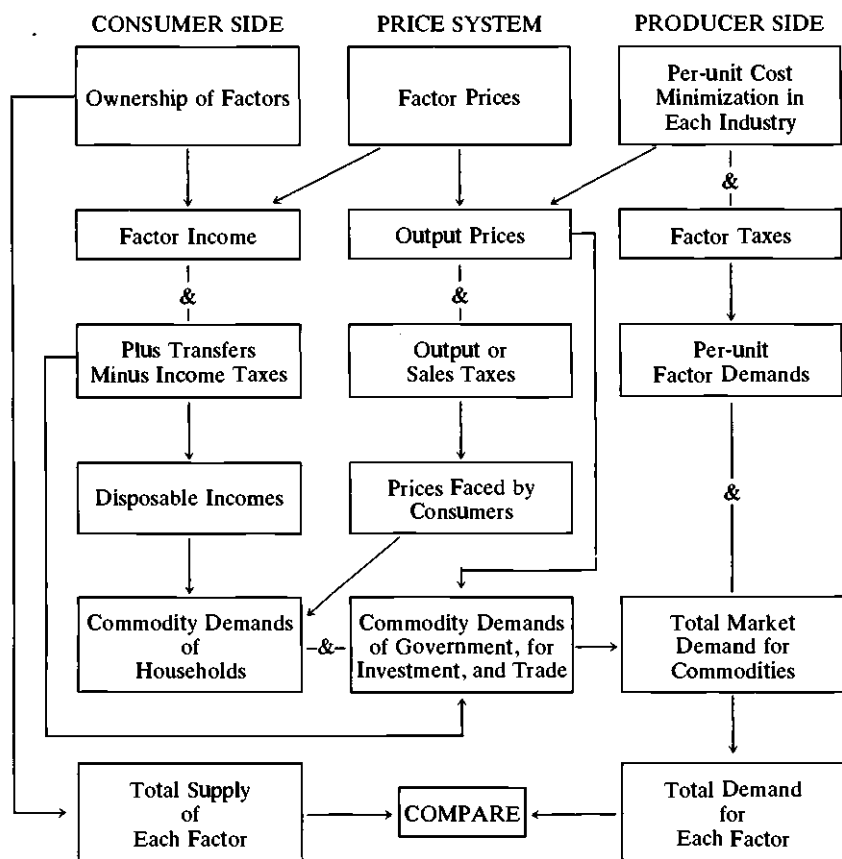 CONSUMER SIDE
PRICE SYSTEM
PRODUCER SIDE
Ownership of Factors
Factor Prices
Per-unit Cost
Minimization in
Each Industry
&
Factor Income
Output Prices
Factor Taxes
&
&
Plus Transfers
Minus Income Taxes
Output or
Sales Taxes
Per-unit
Factor Demands
Disposable Incomes
Prices Faced by
Consumers
&
Commodity Demands
of
Households
&
Commodity Demands
of Government, for
Investment, and Trade
Total Market
Demand for
Commodities
Total Supply
of
Each Factor
COMPARE
Total Demand
for
Each Factor